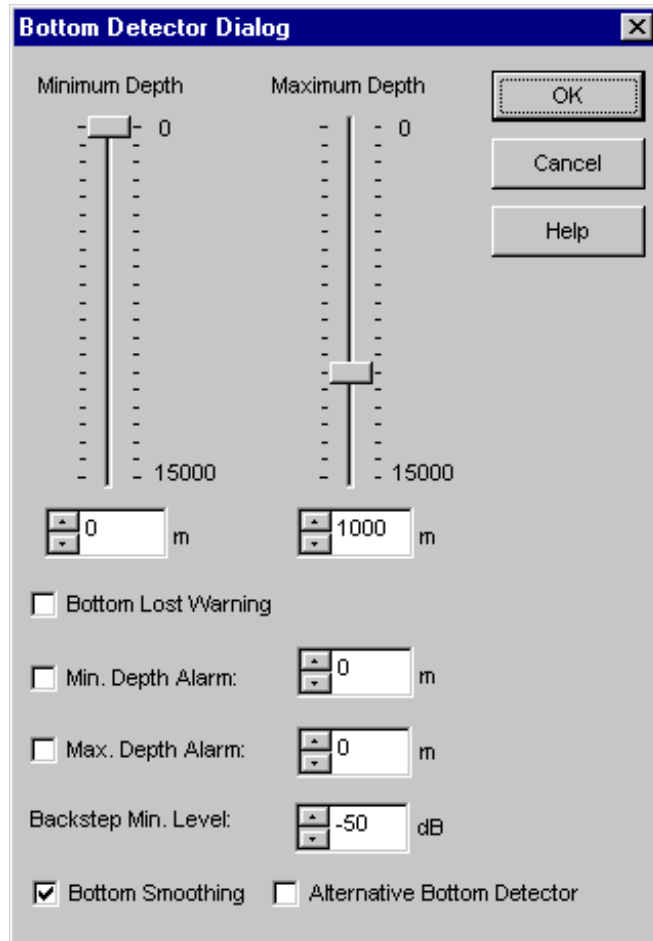 Bottom Detector Dialog
Minimum Depth Maximum Depth OK
0 0
Cancel
Help
15000 15000
0 m 1000 m
Bottom Lost Warning
Min. Depth Alarm: 0 m
Max. Depth Alarm: 0 m
Backstep Min. Level: -50 dB
Bottom Smoothing Alternative Bottom Detector